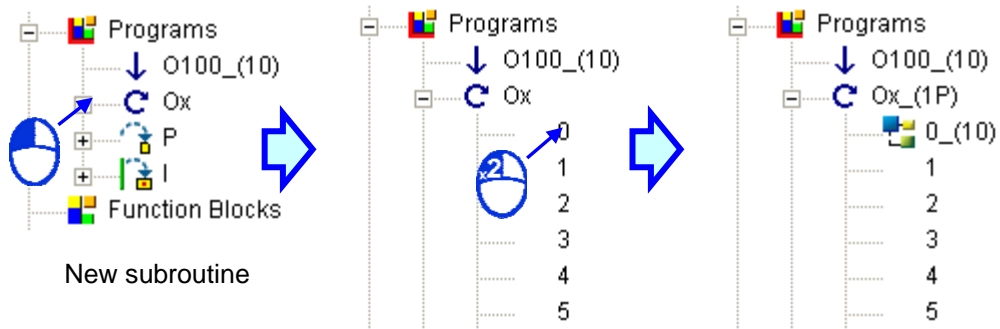 Programs
O100_(10)
Ox
P
I
Function Blocks
New subroutine
Programs
O100_(10)
Ox
0
1
x2
2
3
4
5
Programs
O100_(10)
Ox_(1P)
0_(10)
1
2
3
4
5